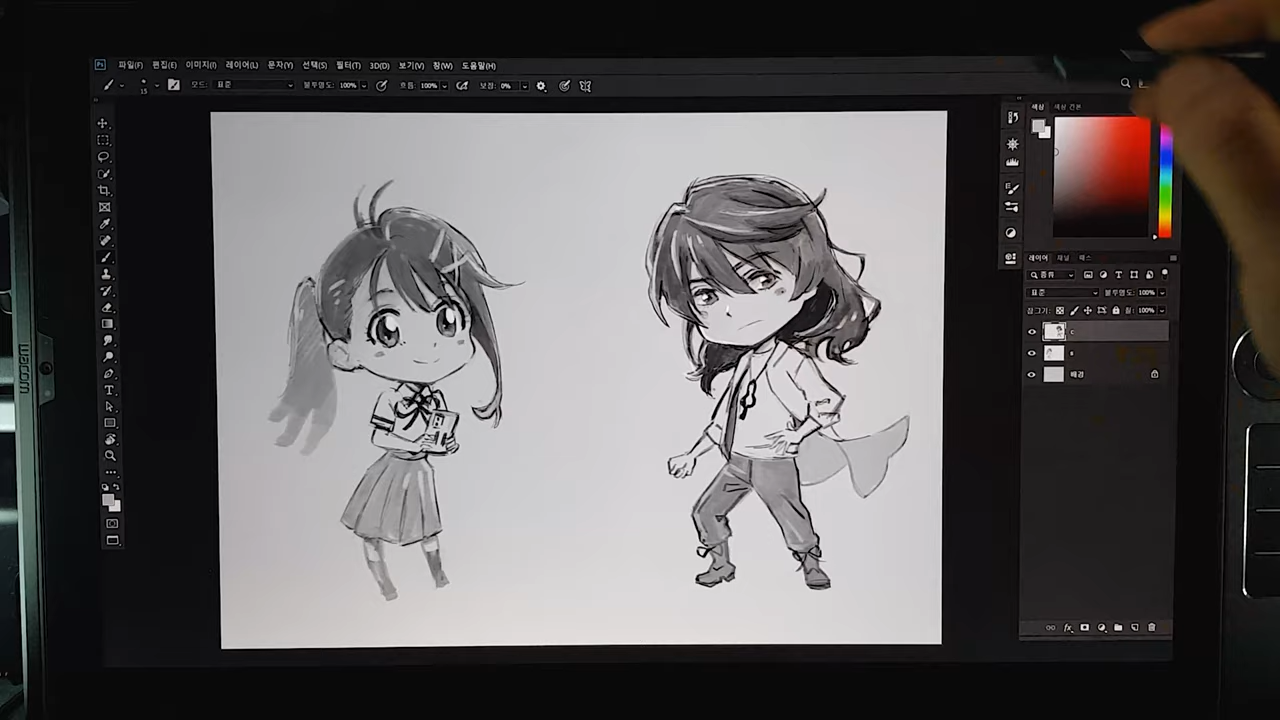 Ps 파일(F) 편집(E) 이미지(I) 레이어(L) 문자(Y) 선택(S) 필터(T) 3D(D) 보기(V) 창(W) 도움말(H)
15 모드: 표준 불투명도: 100% 흐름: 100% 보정: 0%
색상 색상 견본
레이어 채널 패스
종류
표준 불투명도: 100%
잠그기: 칠: 100%
배경
fx
wacom